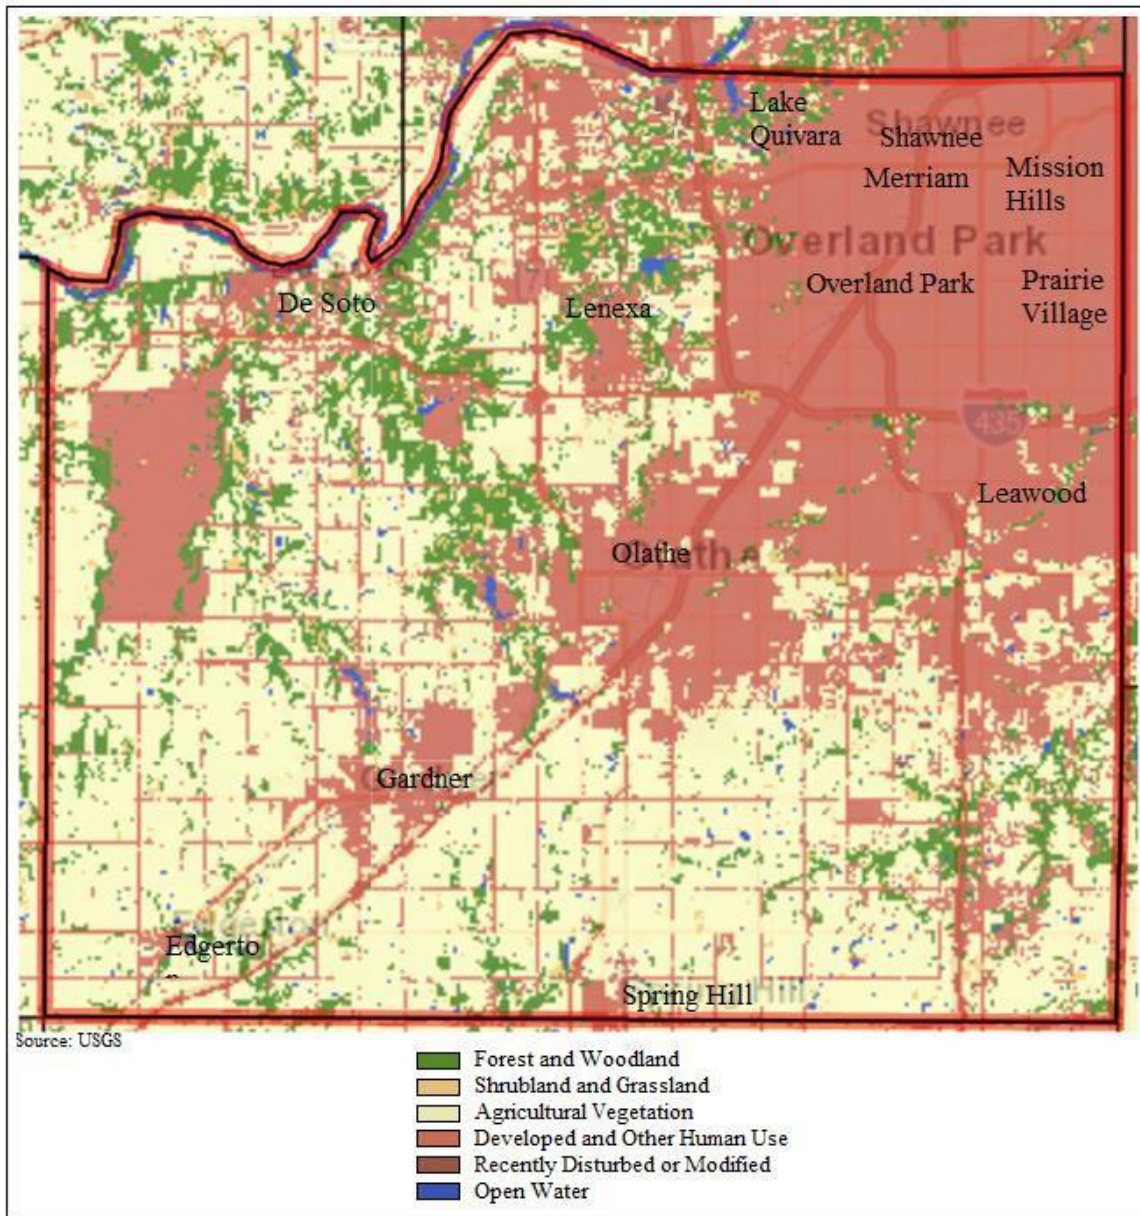 Lake
Quivara
Shawnee
Shawnee
Merriam
Mission
Hills
Overland Park
Overland Park
Prairie
Village
De Soto
Lenexa
435
Leawood
Olathe
Gardner
Edgerto
Spring Hill
Source: USGS
Forest and Woodland
Shrubland and Grassland
Agricultural Vegetation
Developed and Other Human Use
Recently Disturbed or Modified
Open Water